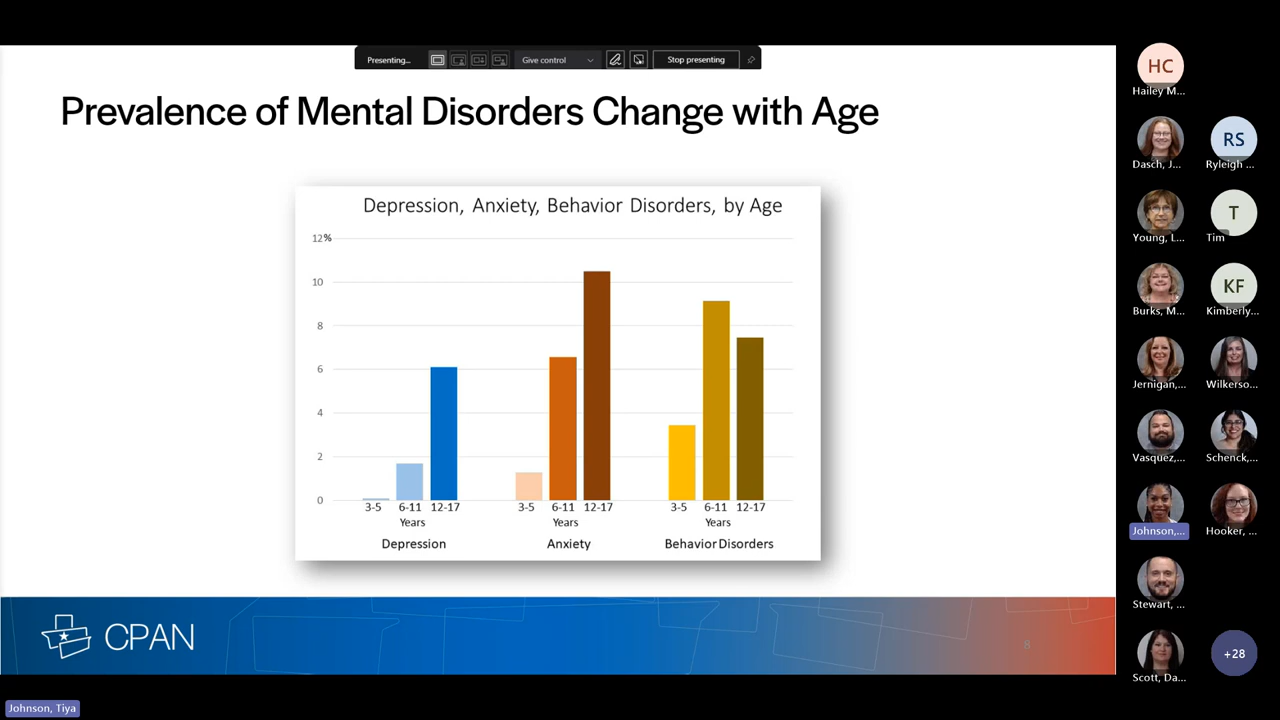 Presenting...
Give control
Stop presenting
Prevalence of Mental Disorders Change with Age
Depression, Anxiety, Behavior Disorders, by Age
12%
10
8
6
4
2
0
3-5 6-11 12-17
Years
Depression
3-5 6-11 12-17
Years
Anxiety
3-5 6-11 12-17
Years
Behavior Disorders
CPAN
8
HC
Hailey M...
Dasch, J...
RS
Ryleigh ...
Young, L...
T
Tim
Burks, M...
KF
Kimberly...
Jernigan,...
Wilkerso...
Vasquez,...
Schenck,...
Johnson,...
Hooker, ...
Stewart, ...
Scott, Da...
+28
Johnson, Tiya